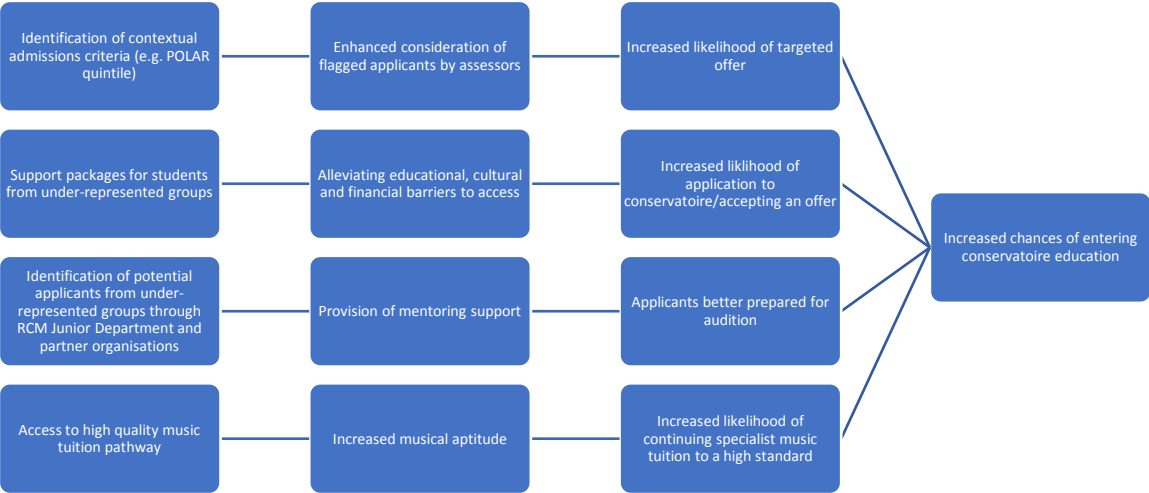 Identification of contextual
admissions criteria (e.g. POLAR
quintile)
Enhanced consideration of
flagged applicants by assessors
Increased likelihood of targeted
offer
Support packages for students
from under-represented groups
Alleviating educational, cultural
and financial barriers to access
Increased liklihood of
application to
conservatoire/accepting an offer
Increased chances of entering
conservatoire education
Identification of potential
applicants from under-
represented groups through
RCM Junior Department and
partner organisations
Provision of mentoring support
Applicants better prepared for
audition
Access to high quality music
tuition pathway
Increased musical aptitude
Increased likelihood of
continuing specialist music
tuition to a high standard